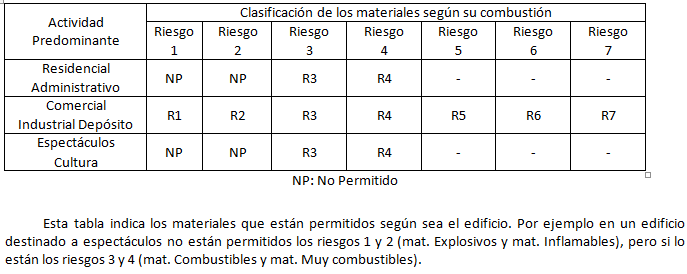 Actividad Predominante Clasificación de los materiales según su combustión
Riesgo 1 Riesgo 2 Riesgo 3 Riesgo 4 Riesgo 5 Riesgo 6 Riesgo 7
Residencial Administrativo NP NP R3 R4 - - -
Comercial Industrial Depósito R1 R2 R3 R4 R5 R6 R7
Espectáculos Cultura NP NP R3 R4 - - -
NP: No Permitido
Esta tabla indica los materiales que están permitidos según sea el edificio. Por ejemplo en un edificio
destinado a espectáculos no están permitidos los riesgos 1 y 2 (mat. Explosivos y mat. Inflamables), pero si lo
están los riesgos 3 y 4 (mat. Combustibles y mat. Muy combustibles).